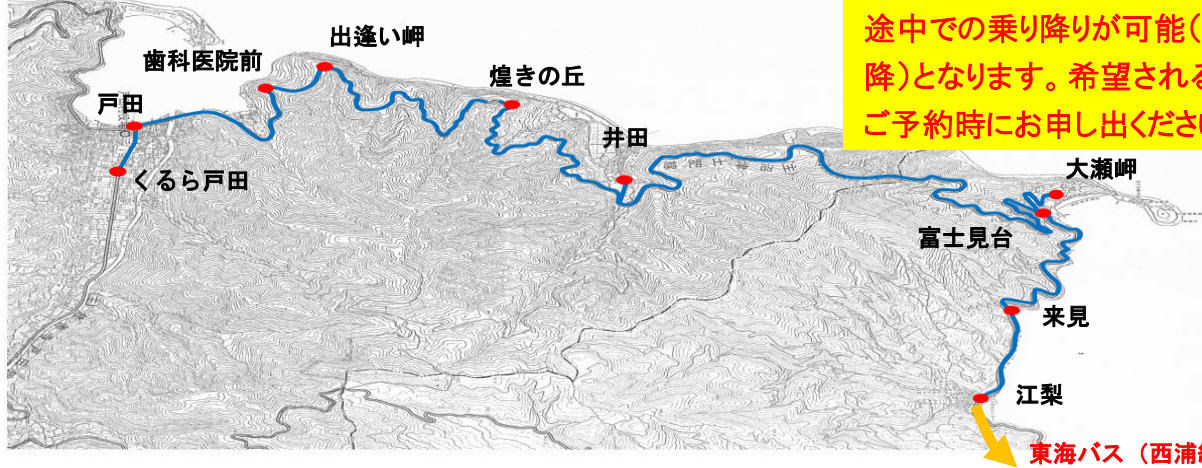 途中での乗り降りが可能(
降)となります。希望される
ご予約時にお申し出くださ
出逢い岬
歯科医院前
煌きの丘
戸田
井田
くるら戸田
大瀬岬
富士見台
来見
江梨
東海バス（西浦